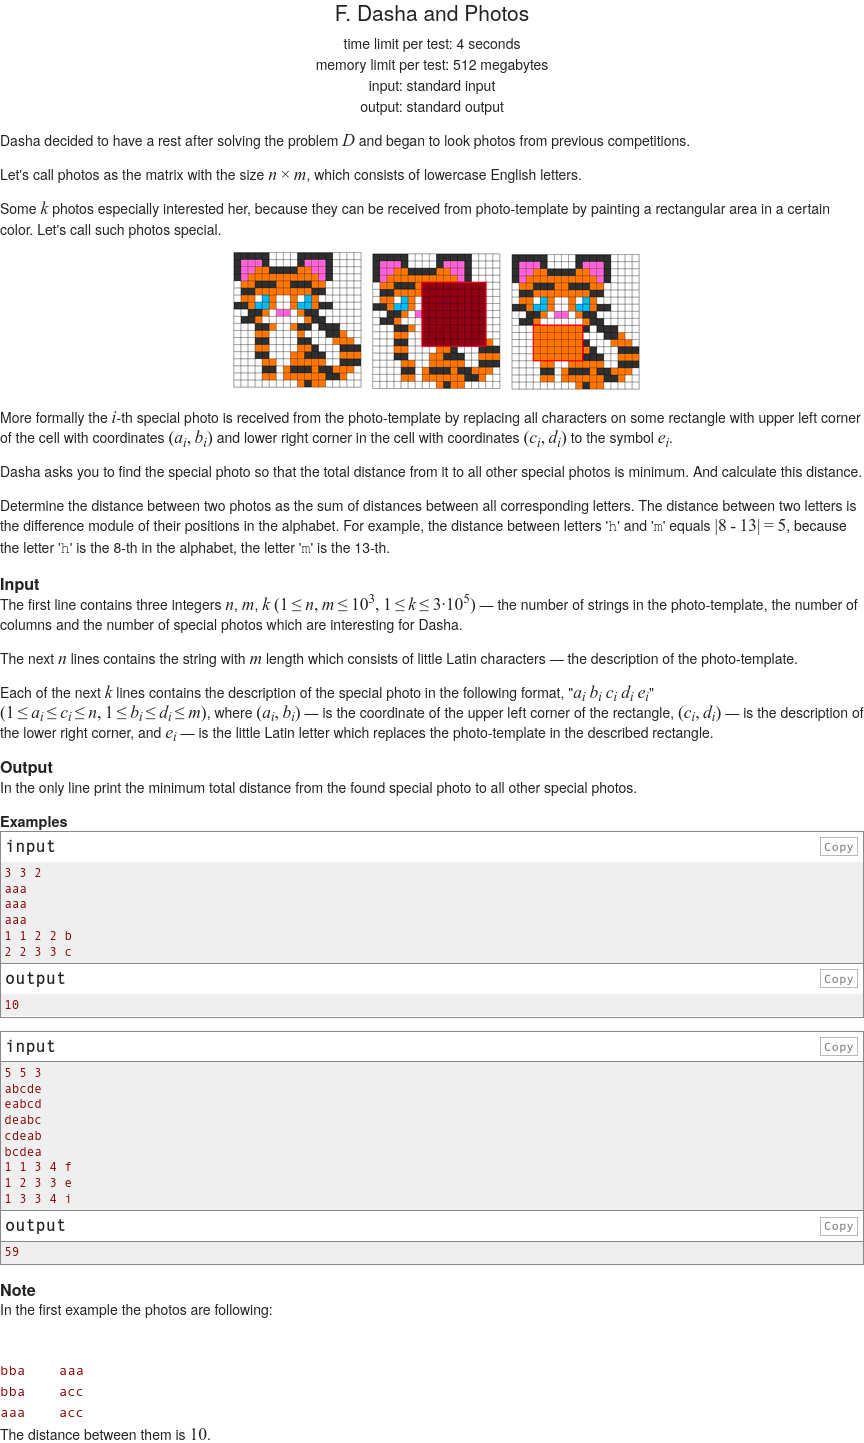 F. Dasha and Photos
time limit per test: 4 seconds
memory limit per test: 512 megabytes
input: standard input
output: standard output
Dasha decided to have a rest after solving the problem D and began to look photos from previous competitions.
Let's call photos as the matrix with the size n × m, which consists of lowercase English letters.
Some k photos especially interested her, because they can be received from photo-template by painting a rectangular area in a certain
color. Let's call such photos special.
More formally the i-th special photo is received from the photo-template by replacing all characters on some rectangle with upper left corner
of the cell with coordinates (a_i, b_i) and lower right corner in the cell with coordinates (c_i, d_i) to the symbol e_i.
Dasha asks you to find the special photo so that the total distance from it to all other special photos is minimum. And calculate this distance.
Determine the distance between two photos as the sum of distances between all corresponding letters. The distance between two letters is
the difference module of their positions in the alphabet. For example, the distance between letters 'h' and 'm' equals |8 - 13| = 5, because
the letter 'h' is the 8-th in the alphabet, the letter 'm' is the 13-th.
Input
The first line contains three integers n, m, k (1 ≤ n, m ≤ 10^3, 1 ≤ k ≤ 3·10^5) — the number of strings in the photo-template, the number of
columns and the number of special photos which are interesting for Dasha.
The next n lines contains the string with m length which consists of little Latin characters — the description of the photo-template.
Each of the next k lines contains the description of the special photo in the following format, "a_i b_i c_i d_i e_i"
(1 ≤ a_i ≤ c_i ≤ n, 1 ≤ b_i ≤ d_i ≤ m), where (a_i, b_i) — is the coordinate of the upper left corner of the rectangle, (c_i, d_i) — is the description of
the lower right corner, and e_i — is the little Latin letter which replaces the photo-template in the described rectangle.
Output
In the only line print the minimum total distance from the found special photo to all other special photos.
Examples
input Copy
3 3 2
aaa
aaa
aaa
1 1 2 2 b
2 2 3 3 c
output Copy
10
input Copy
5 5 3
abcde
eabcd
deabc
cdeab
bcdea
1 1 3 4 f
1 2 3 3 e
1 3 3 4 i
output Copy
59
Note
In the first example the photos are following:
bba aaa
bba acc
aaa acc
The distance between them is 10.